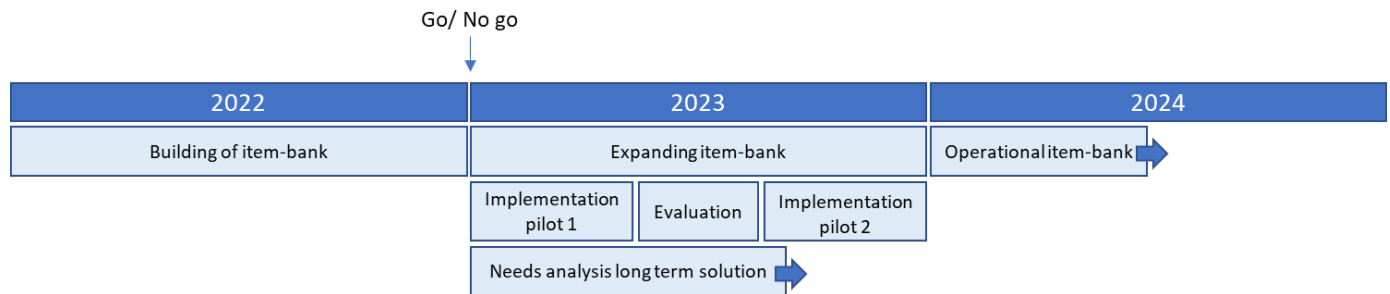 Go/ No go
2022
2023
2024
Building of item-bank
Expanding item-bank
Operational item-bank
Implementation
pilot 1
Evaluation
Implementation
pilot 2
Needs analysis long term solution